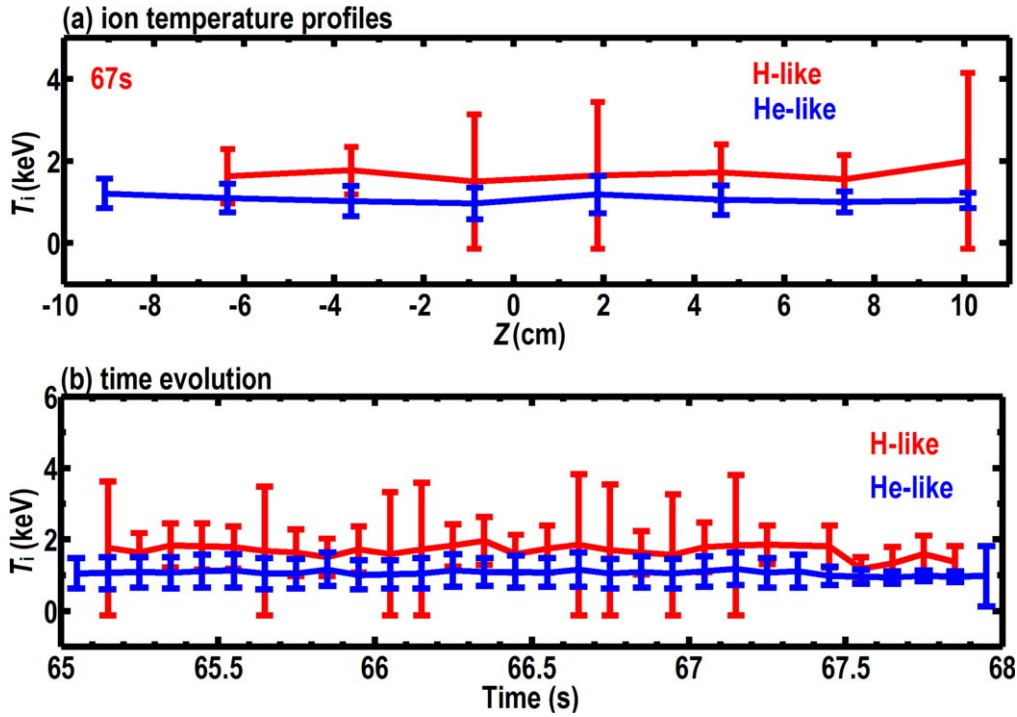 (a) ion temperature profiles
67s
H-like
He-like
4
2
0
Ti (keV)
-10 -8 -6 -4 -2 0 2 4 6 8 10
Z (cm)
(b) time evolution
H-like
He-like
6
4
2
0
Ti (keV)
65 65.5 66 66.5 67 67.5 68
Time (s)